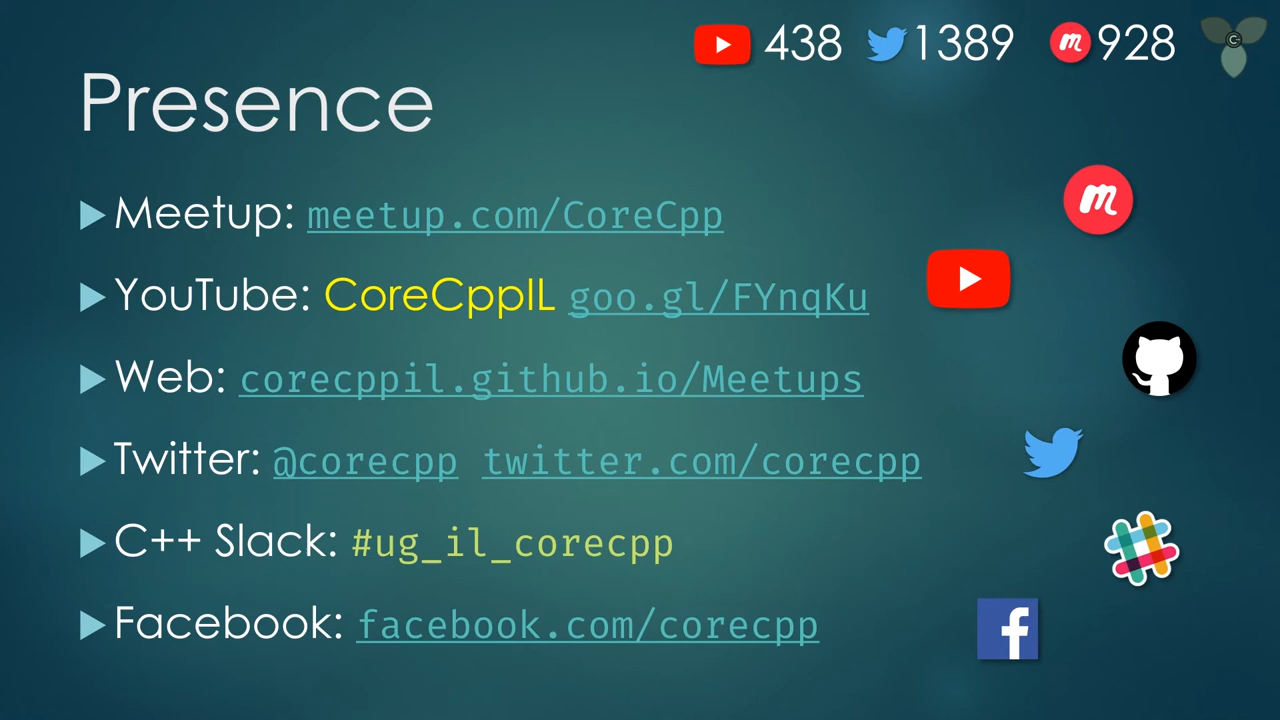 438 1389 928
Presence
Meetup: meetup.com/CoreCpp
YouTube: CoreCppIL goo.gl/FYnqKu
Web: corecppil.github.io/Meetups
Twitter: @corecpp twitter.com/corecpp
C++ Slack: #ug_il_corecpp
Facebook: facebook.com/corecpp